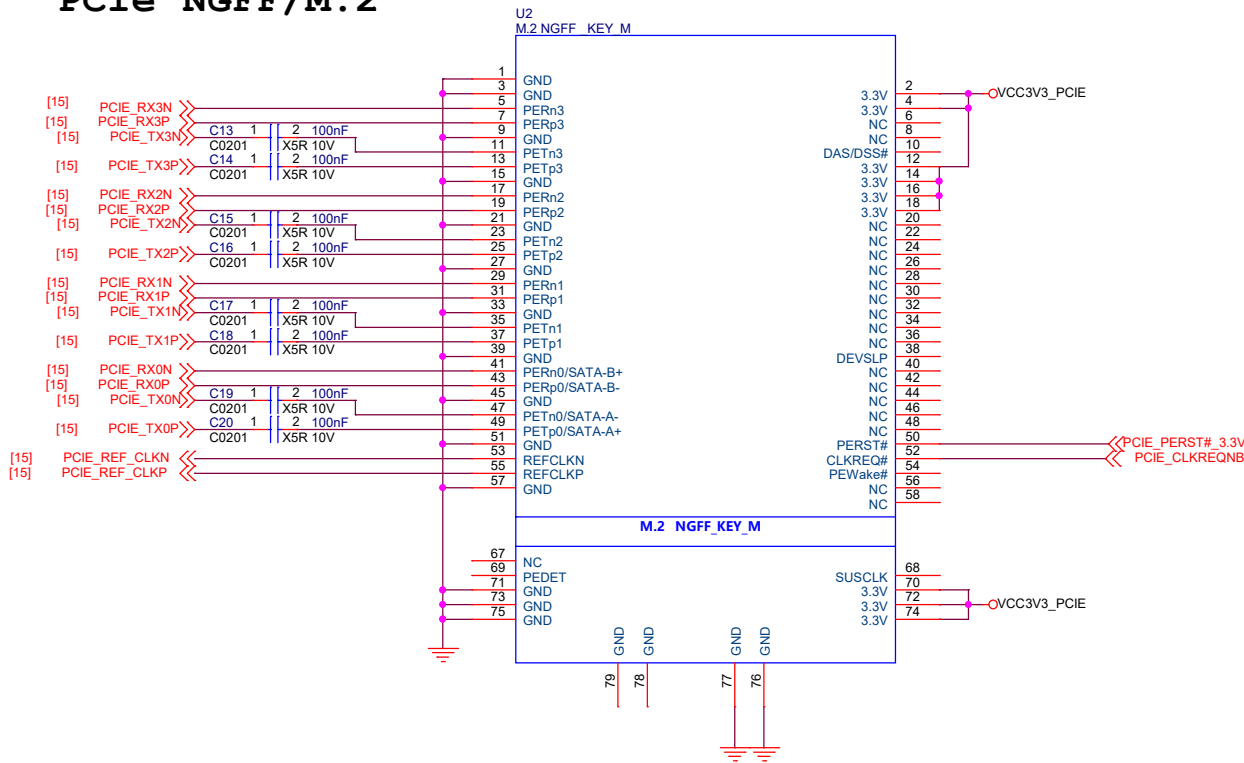 PCIe NGFF/M.2
U2
M.2 NGFF _KEY_M
1 GND
3 GND
[15] PCIE_RX3N 5 PERn3
[15] PCIE_RX3P 7 PERp3
[15] PCIE_TX3N C13 1 2 100nF 9 GND
C0201 X5R 10V 11 PETn3
[15] PCIE_TX3P C14 1 2 100nF 13 PETp3
C0201 X5R 10V 15 GND
[15] PCIE_RX2N 17 PERn2
[15] PCIE_RX2P 19 PERp2
[15] PCIE_TX2N C15 1 2 100nF 21 GND
C0201 X5R 10V 23 PETn2
[15] PCIE_TX2P C16 1 2 100nF 25 PETp2
C0201 X5R 10V 27 GND
[15] PCIE_RX1N 29 PERn1
[15] PCIE_RX1P 31 PERp1
[15] PCIE_TX1N C17 1 2 100nF 33 GND
C0201 X5R 10V 35 PETn1
[15] PCIE_TX1P C18 1 2 100nF 37 PETp1
C0201 X5R 10V 39 GND
[15] PCIE_RX0N 41 PERn0/SATA-B+
[15] PCIE_RX0P 43 PERp0/SATA-B-
[15] PCIE_TX0N C19 1 2 100nF 45 GND
C0201 X5R 10V 47 PETn0/SATA-A-
[15] PCIE_TX0P C20 1 2 100nF 49 PETp0/SATA-A+
C0201 X5R 10V 51 GND
[15] PCIE_REF_CLKN 53 REFCLKN
[15] PCIE_REF_CLKP 55 REFCLKP
57 GND
3.3V 2 VCC3V3_PCIE
3.3V 4
NC 6
NC 8
DAS/DSS# 10
3.3V 12
3.3V 14
3.3V 16
3.3V 18
NC 20
NC 22
NC 24
NC 26
NC 28
NC 30
NC 32
NC 34
NC 36
DEVSLP 38
NC 40
NC 42
NC 44
NC 46
NC 48
PERST# 50 PCIE_PERST#_3.3V
CLKREQ# 52 PCIE_CLKREQNB
PEWake# 54
NC 56
NC 58
M.2 NGFF_KEY_M
67 NC
69 PEDET
71 GND
73 GND
75 GND
SUSCLK 68
3.3V 70
3.3V 72 VCC3V3_PCIE
3.3V 74
GND GND GND GND
79 78 77 76